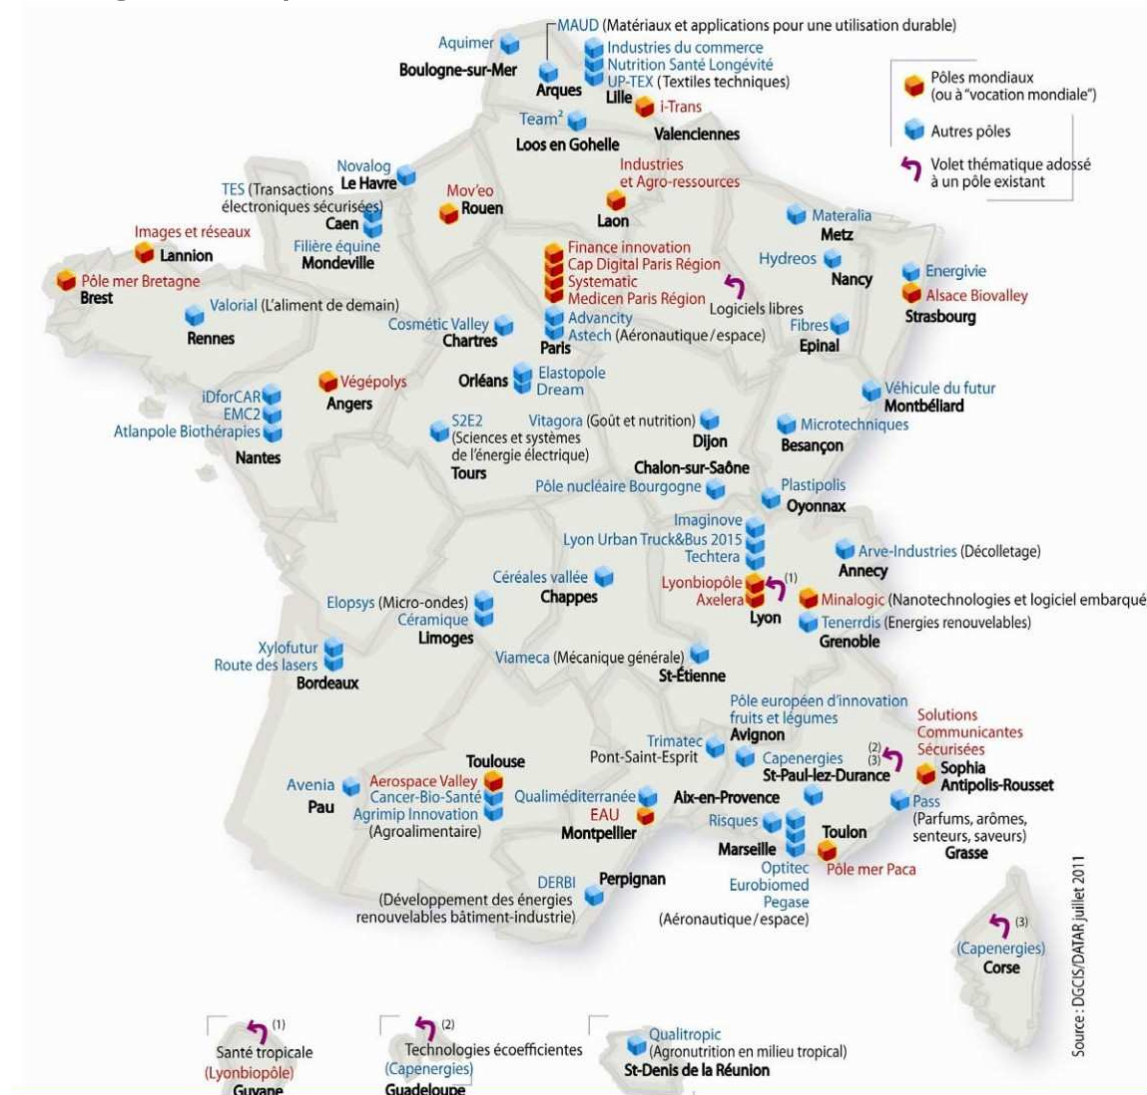 MAUD (Matériaux et applications pour une utilisation durable)
Aquimer
Boulogne-sur-Mer
Arques
Industries du commerce
Nutrition Santé Longévité
UP-TEX (Textiles techniques)
Lille
i-Trans
Valenciennes
Team²
Loos en Gohelle
Pôles mondiaux
(ou à "vocation mondiale")
Autres pôles
Volet thématique adossé
à un pôle existant
Novalog
Le Havre
TES (Transactions
électroniques sécurisées)
Caen
Filière équine
Mondeville
Mov'eo
Rouen
Industries
et Agro-ressources
Laon
Materalia
Metz
Hydreos
Nancy
Energivie
Alsace Biovalley
Strasbourg
Fibres
Epinal
Images et réseaux
Lannion
Pôle mer Bretagne
Brest
Valorial (L'aliment de demain)
Rennes
Finance innovation
Cap Digital Paris Région
Systematic
Medicen Paris Région
Logiciels libres
Advancity
Astech (Aéronautique/espace)
Paris
Cosmétic Valley
Chartres
Orléans
Elastopole
Dream
Végépolys
Angers
iDforCAR
EMC2
Atlanpole Biothérapies
Nantes
S2E2
(Sciences et systèmes
de l'énergie électrique)
Tours
Vitagora (Goût et nutrition)
Dijon
Véhicule du futur
Montbéliard
Microtechniques
Besançon
Chalon-sur-Saône
Pôle nucléaire Bourgogne
Plastipolis
Oyonnax
Imaginove
Lyon Urban Truck&Bus 2015
Techtera
Lyonbiopôle
(1)
Axelera
Lyon
Arve-Industries (Décolletage)
Annecy
Minalogic (Nanotechnologies et logiciel embarqué
Tenerrdis (Energies renouvelables)
Grenoble
Céréales vallée
Chappes
Elopsys (Micro-ondes)
Céramique
Limoges
Xylofutur
Route des lasers
Bordeaux
Viameca (Mécanique générale)
St-Étienne
Pôle européen d'innovation
fruits et légumes
Avignon
Trimatec
Pont-Saint-Esprit
Capenergies
St-Paul-lez-Durance
(2)
(3)
Solutions
Communicantes
Sécurisées
Sophia
Antipolis-Rousset
Toulouse
Aerospace Valley
Cancer-Bio-Santé
Agrimip Innovation
(Agroalimentaire)
Avenia
Pau
Qualiméditerranée
EAU
Montpellier
Aix-en-Provence
Risques
Marseille
Optitec
Eurobiomed
Pegase
(Aéronautique/espace)
Toulon
Pôle mer Paca
Pass
(Parfums, arômes,
senteurs, saveurs)
Grasse
DERBI
(Développement des énergies
renouvelables bâtiment-industrie)
Perpignan
(3)
(Capenergies)
Corse
Source : DGCIS/DATAR juillet 2011
(1)
Santé tropicale
(Lyonbiopôle)
Guyane
(2)
Technologies écoefficientes
(Capenergies)
Guadeloupe
Qualitropic
(Agronutrition en milieu tropical)
St-Denis de la Réunion